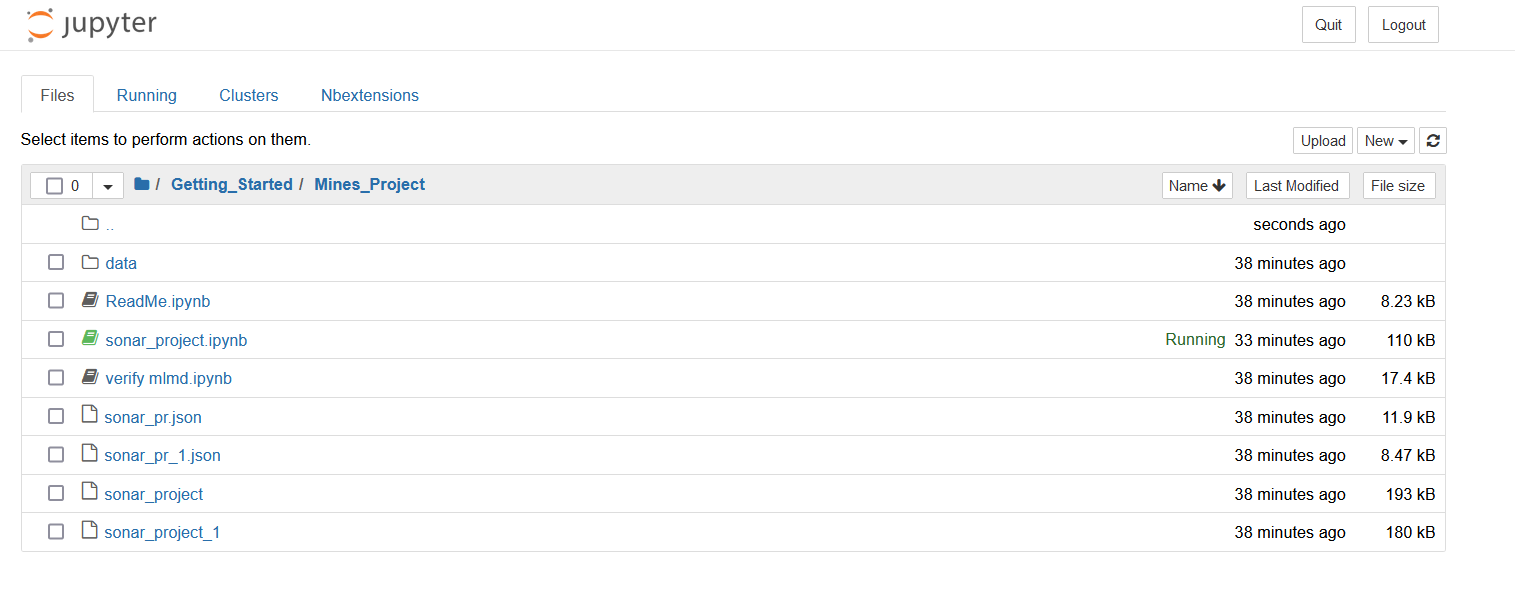 jupyter Quit Logout
Files Running Clusters Nbextensions
Select items to perform actions on them. Upload New
0 / Getting_Started / Mines_Project Name Last Modified File size
.. seconds ago
data 38 minutes ago
ReadMe.ipynb 38 minutes ago 8.23 kB
sonar_project.ipynb Running 33 minutes ago 110 kB
verify mlmd.ipynb 38 minutes ago 17.4 kB
sonar_pr.json 38 minutes ago 11.9 kB
sonar_pr_1.json 38 minutes ago 8.47 kB
sonar_project 38 minutes ago 193 kB
sonar_project_1 38 minutes ago 180 kB